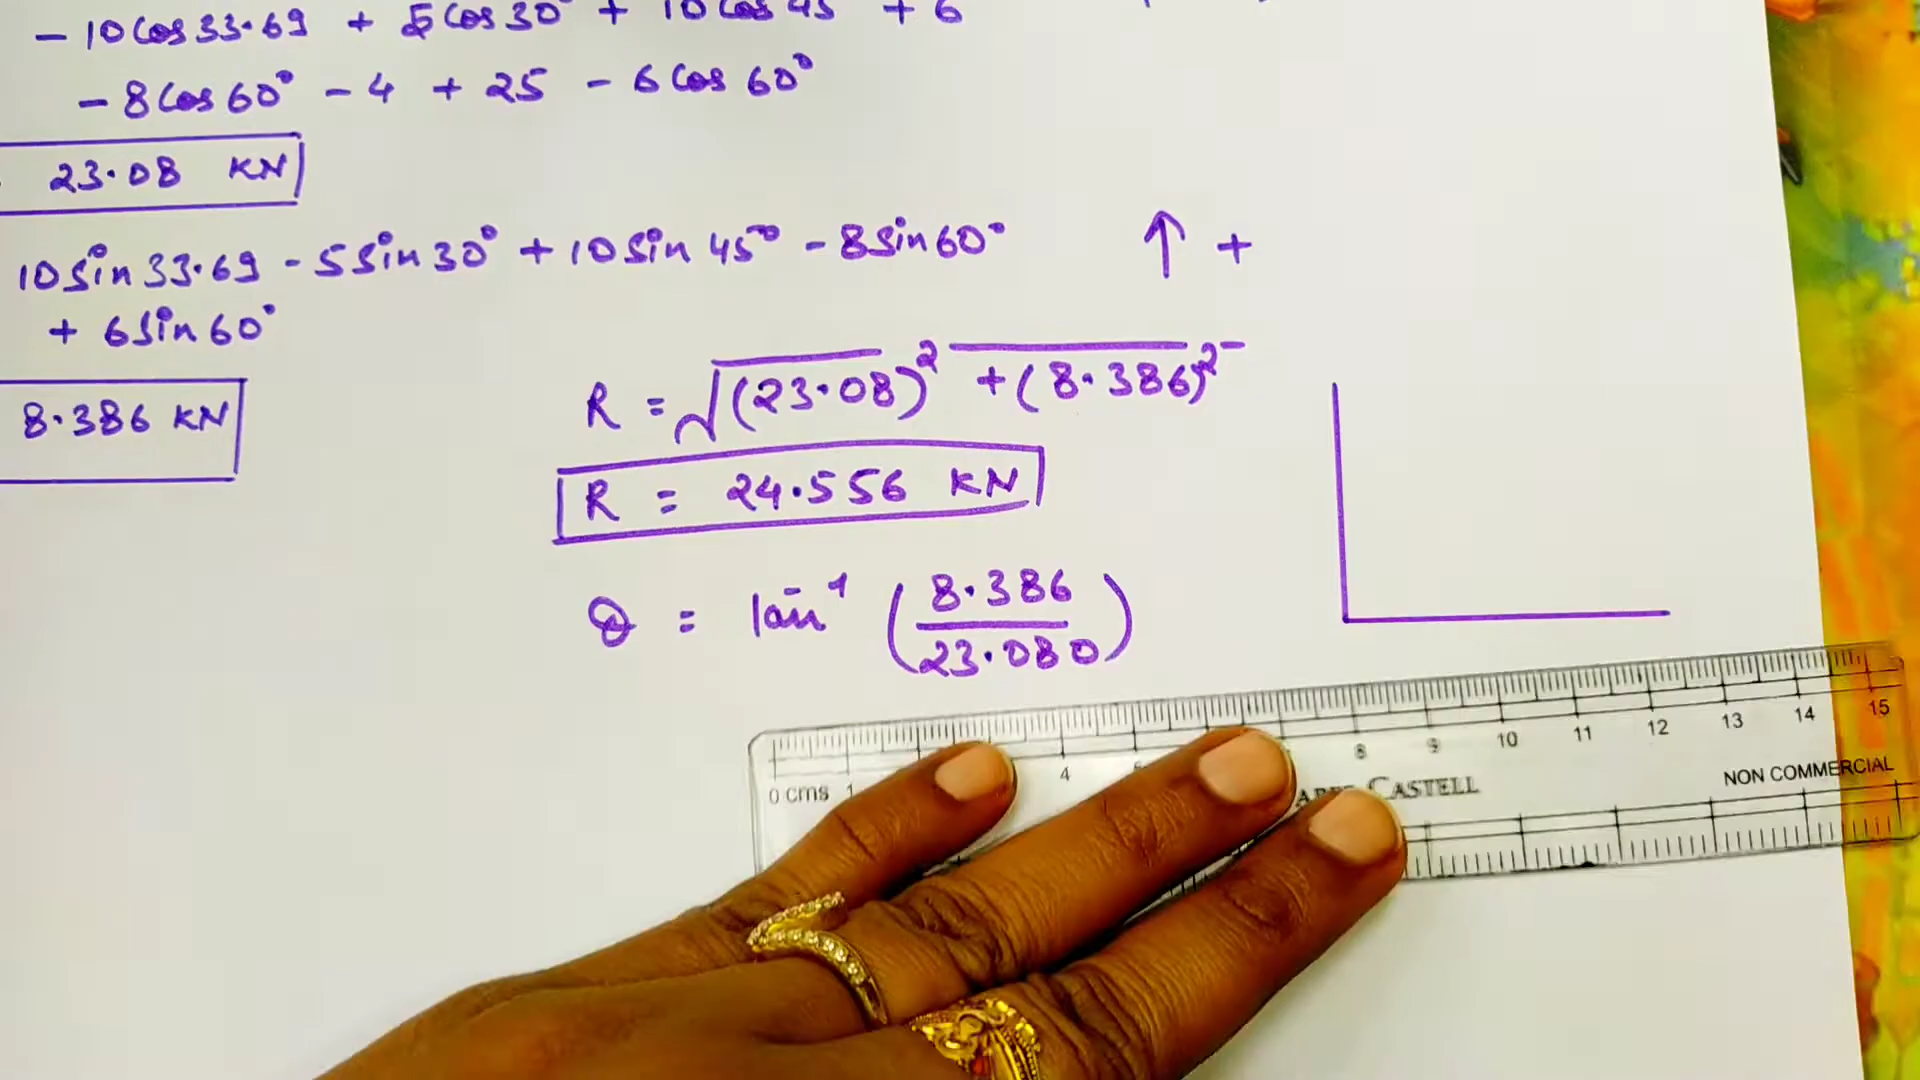 - 10 Cos 33.69 + 5 Cos 30° + 10 Cos 45 + 6
- 8 Cos 60° - 4 + 25 - 6 Cos 60°
23.08 KN
10 Sin 33.69 - 5 Sin 30° + 10 Sin 45° - 8 Sin 60° ↑ +
+ 6 Sin 60°
8.386 KN
R = √(23.08)² + (8.386)²
R = 24.556 KN
θ = tan⁻¹ (8.386/23.080)
0 cms 1 4 8 9 10 11 12 13 14 15
CASTELL
NON COMMERCIAL